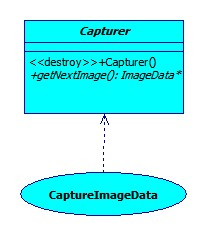 Capturer
<<destroy>>+Capturer()
+getNextImage(): ImageData*
CaptureImageData